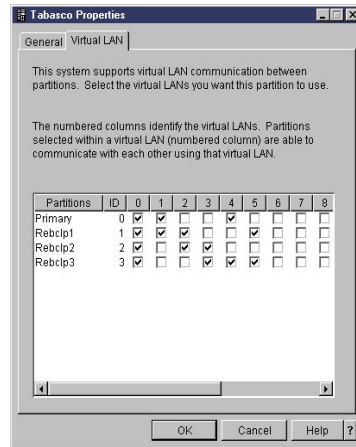 Tabasco Properties
General Virtual LAN
This system supports virtual LAN communication between
partitions. Select the virtual LANs you want this partition to use.
The numbered columns identify the virtual LANs. Partitions
selected within a virtual LAN (numbered column) are able to
communicate with each other using that virtual LAN.
Partitions ID 0 1 2 3 4 5 6 7 8
Primary 0
Rebclp1 1
Rebclp2 2
Rebclp3 3
OK Cancel Help ?